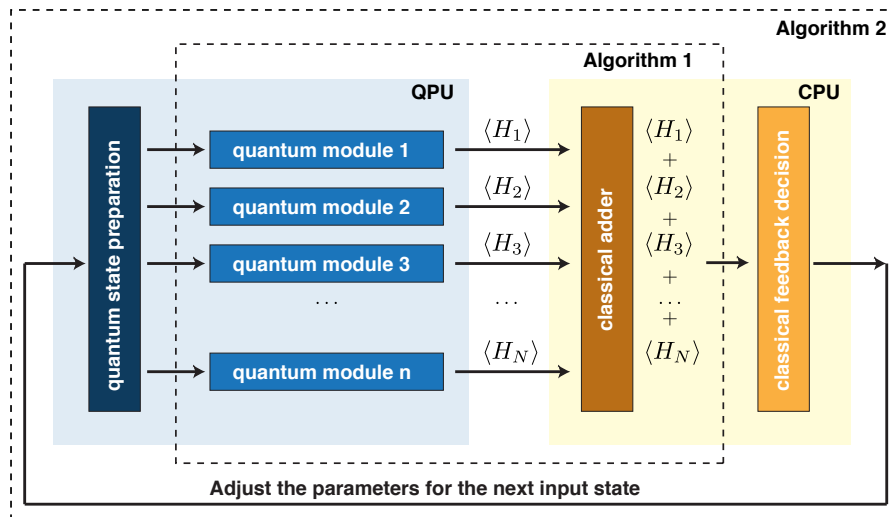 Algorithm 2
Algorithm 1
QPU
CPU
quantum state preparation
quantum module 1
quantum module 2
quantum module 3
...
quantum module n
⟨H₁⟩
⟨H₂⟩
⟨H₃⟩
...
⟨H_N⟩
classical adder
⟨H₁⟩
+
⟨H₂⟩
+
⟨H₃⟩
+
...
+
⟨H_N⟩
classical feedback decision
Adjust the parameters for the next input state